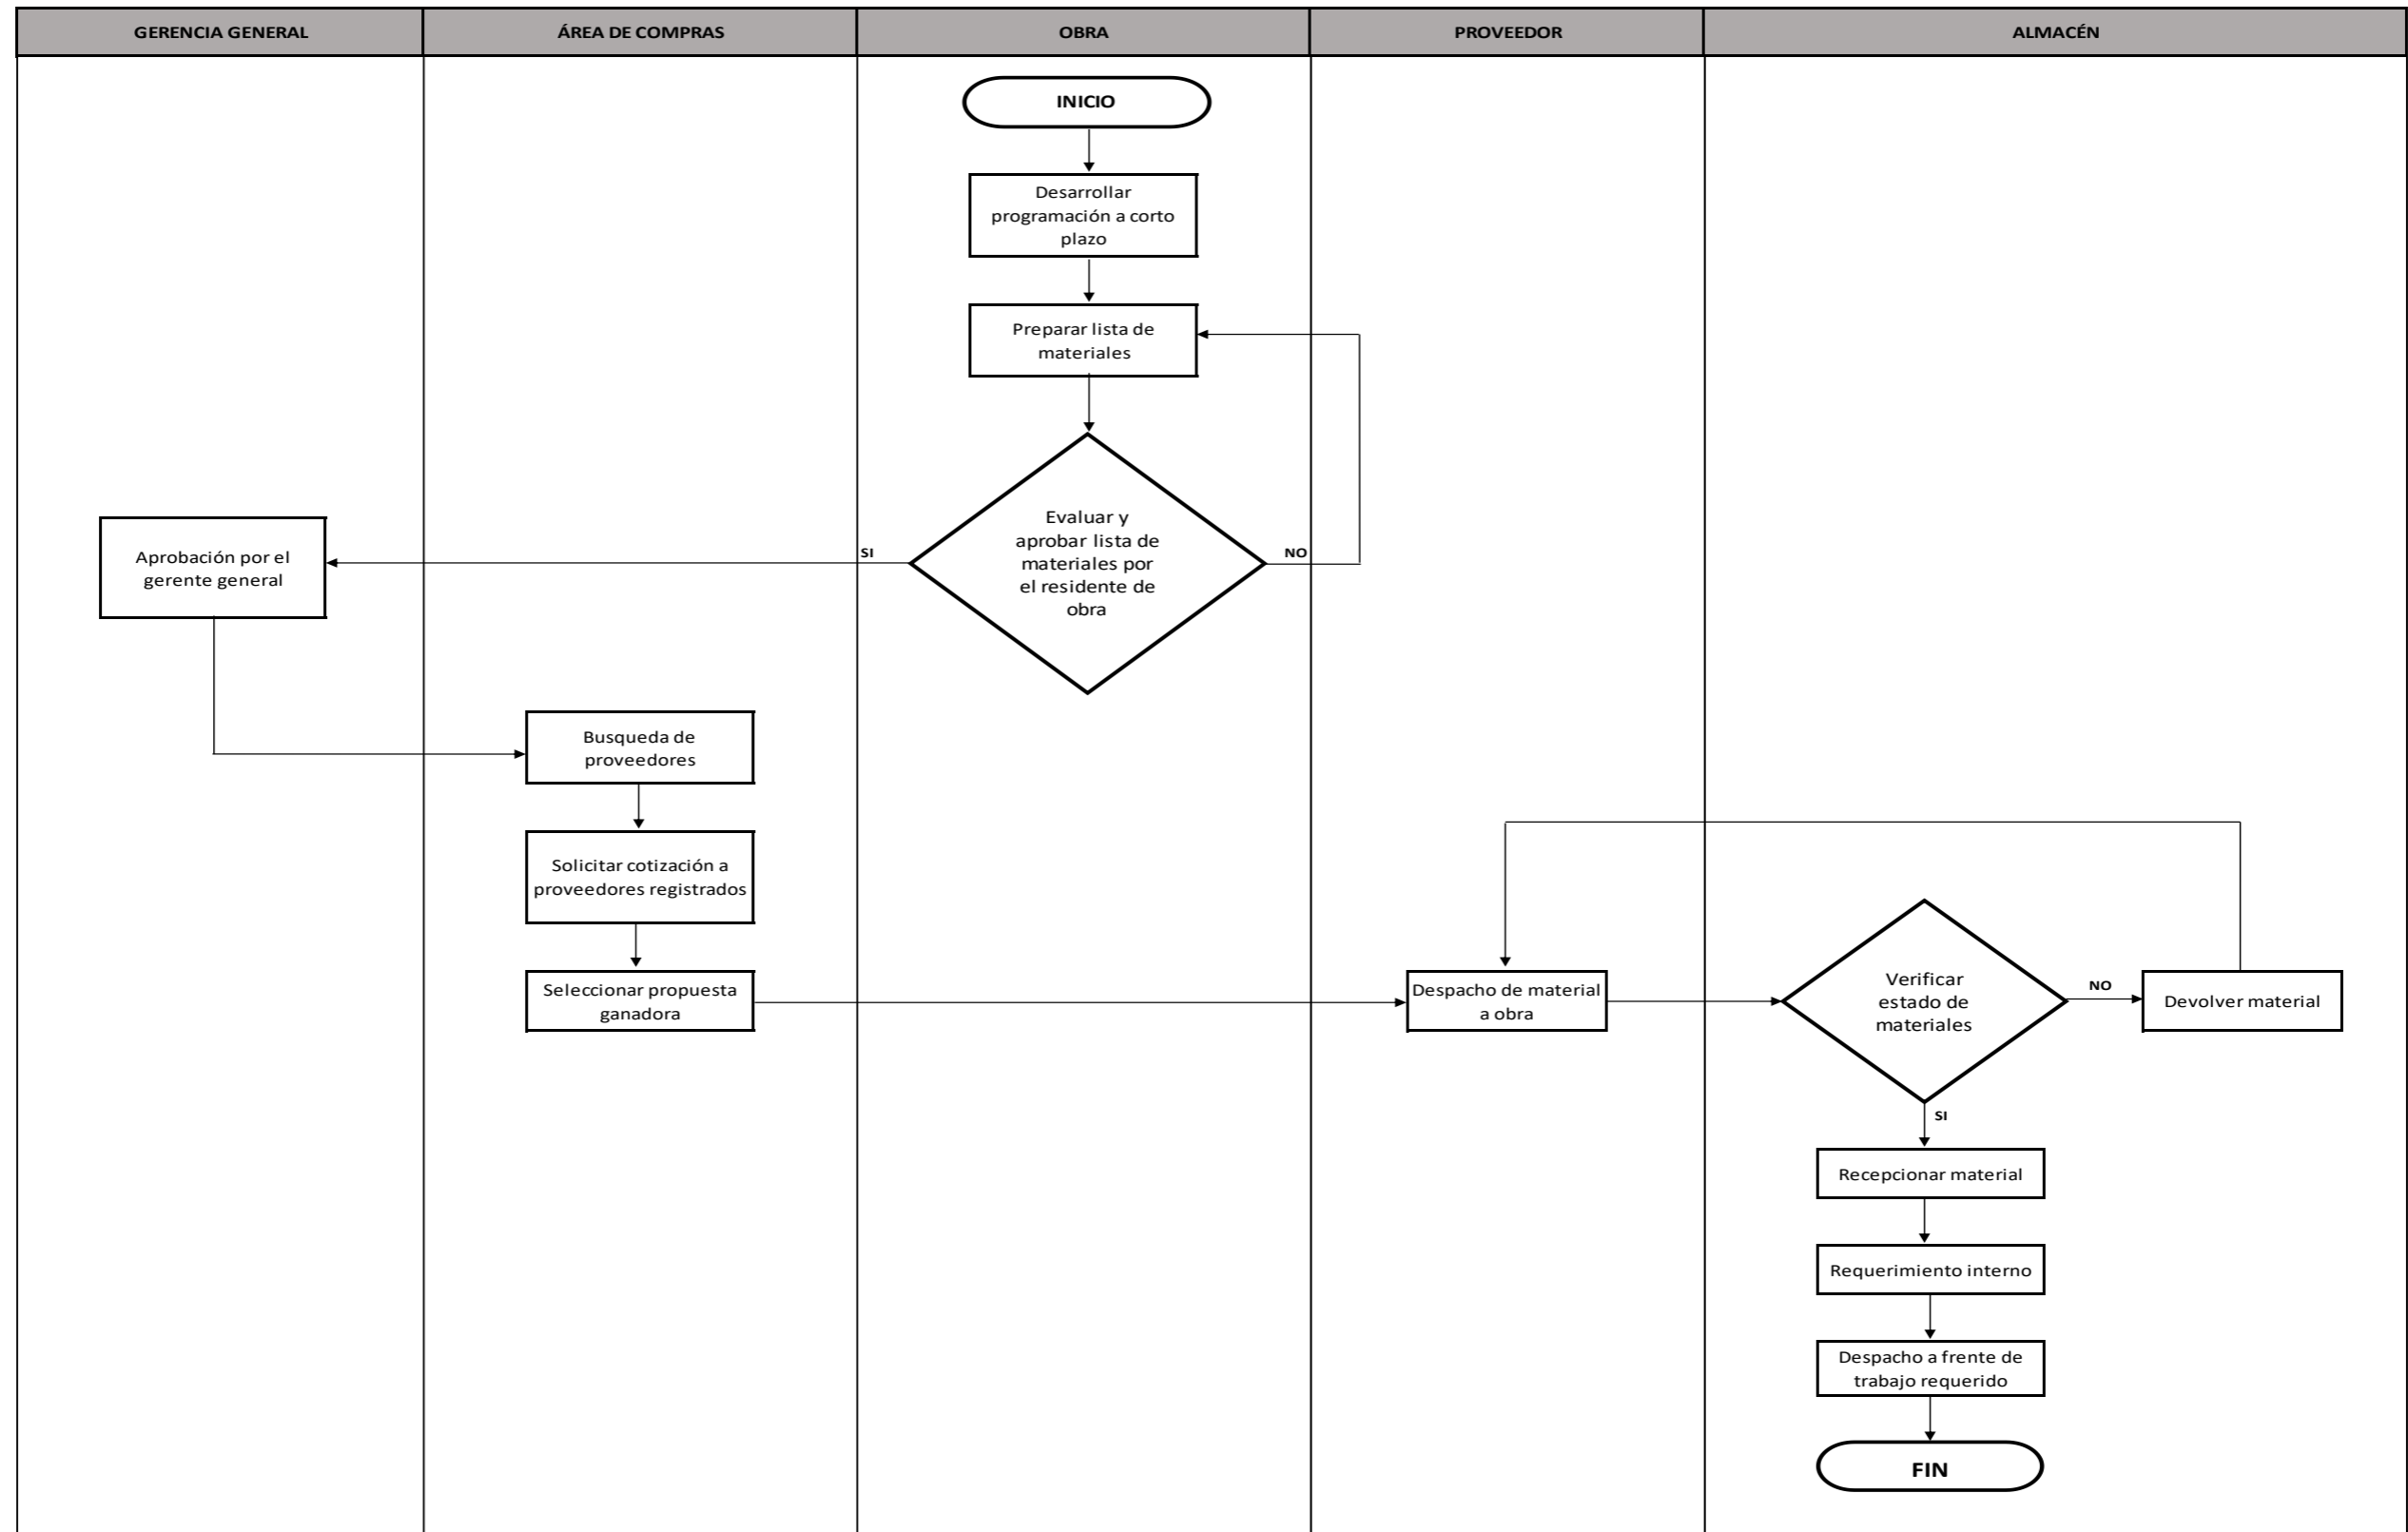 GERENCIA GENERAL
ÁREA DE COMPRAS
OBRA
PROVEEDOR
ALMACÉN
INICIO
Desarrollar
programación a corto
plazo
Preparar lista de
materiales
Evaluar y
aprobar lista de
materiales por
el residente de
obra
SI
NO
Aprobación por el
gerente general
Busqueda de
proveedores
Solicitar cotización a
proveedores registrados
Seleccionar propuesta
ganadora
Despacho de material
a obra
Verificar
estado de
materiales
NO
Devolver material
SI
Recepcionar material
Requerimiento interno
Despacho a frente de
trabajo requerido
FIN